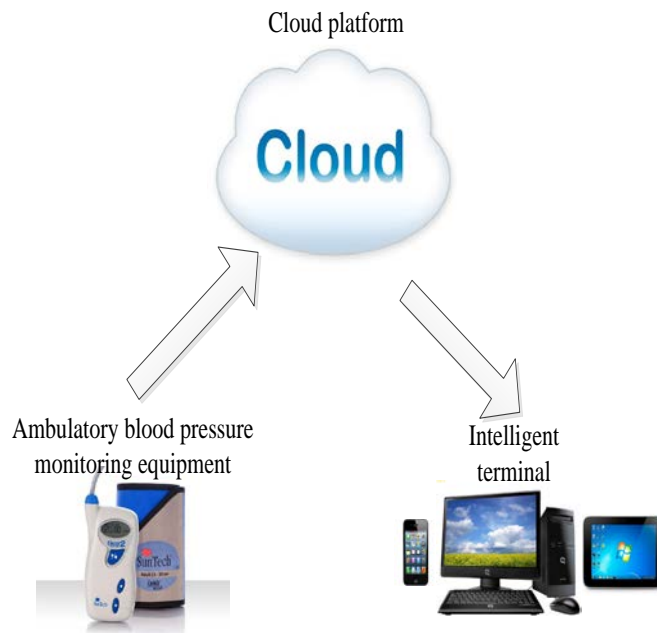 Cloud platform
Cloud
Ambulatory blood pressure
monitoring equipment
Intelligent
terminal
SunTech